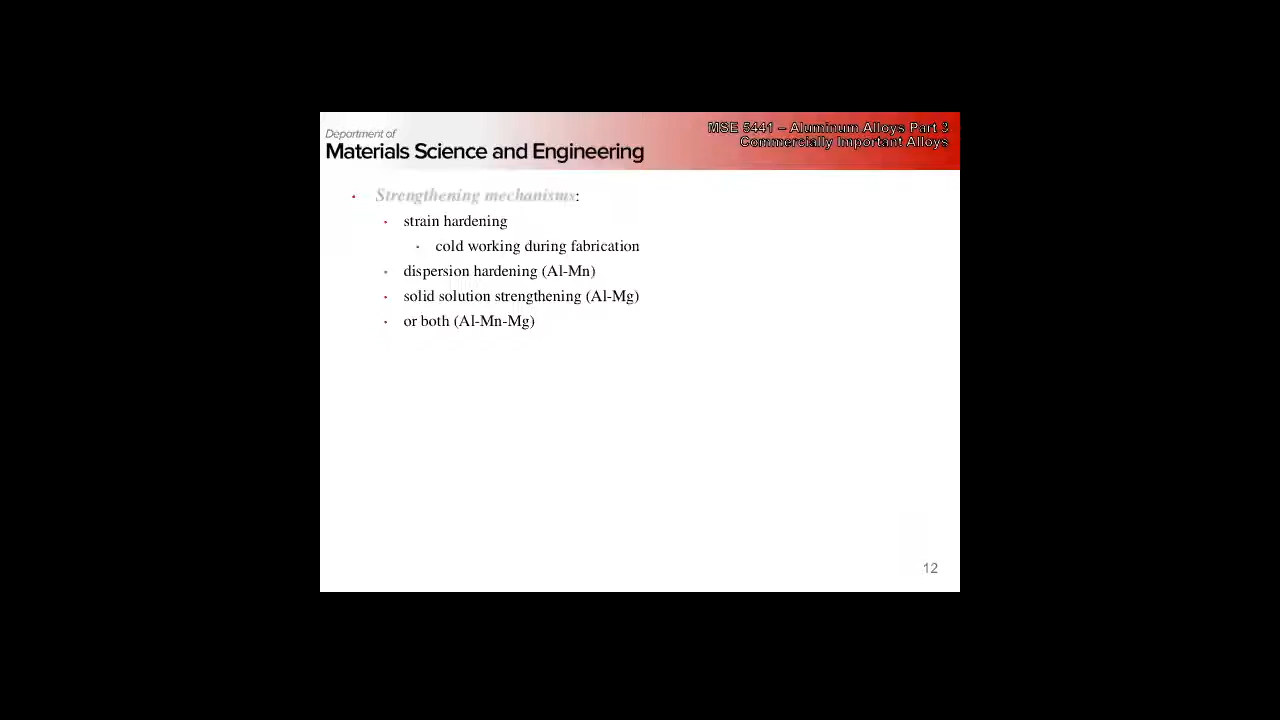 Department of
Materials Science and Engineering
MSE 5441 – Aluminum Alloys Part 3
Commercially Important Alloys
• Strengthening mechanisms:
• strain hardening
• cold working during fabrication
• dispersion hardening (Al-Mn)
• solid solution strengthening (Al-Mg)
• or both (Al-Mn-Mg)
12